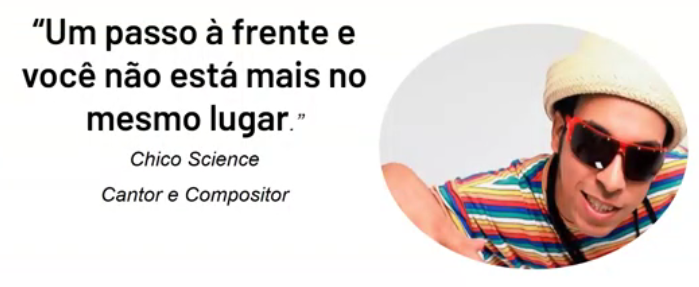 “Um passo à frente e
você não está mais no
mesmo lugar.”
Chico Science
Cantor e Compositor